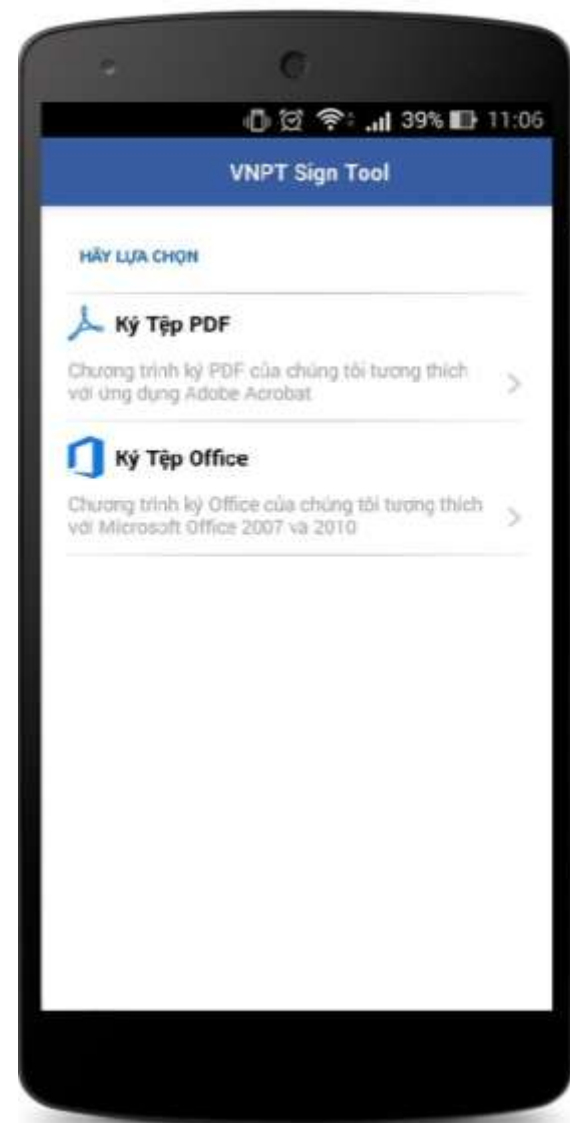 39% 11:06
VNPT Sign Tool
HÃY LỰA CHỌN
Ký Tệp PDF
Chương trình ký PDF của chúng tôi tương thích
với ứng dụng Adobe Acrobat
Ký Tệp Office
Chương trình ký Office của chúng tôi tương thích
với Microsoft Office 2007 và 2010